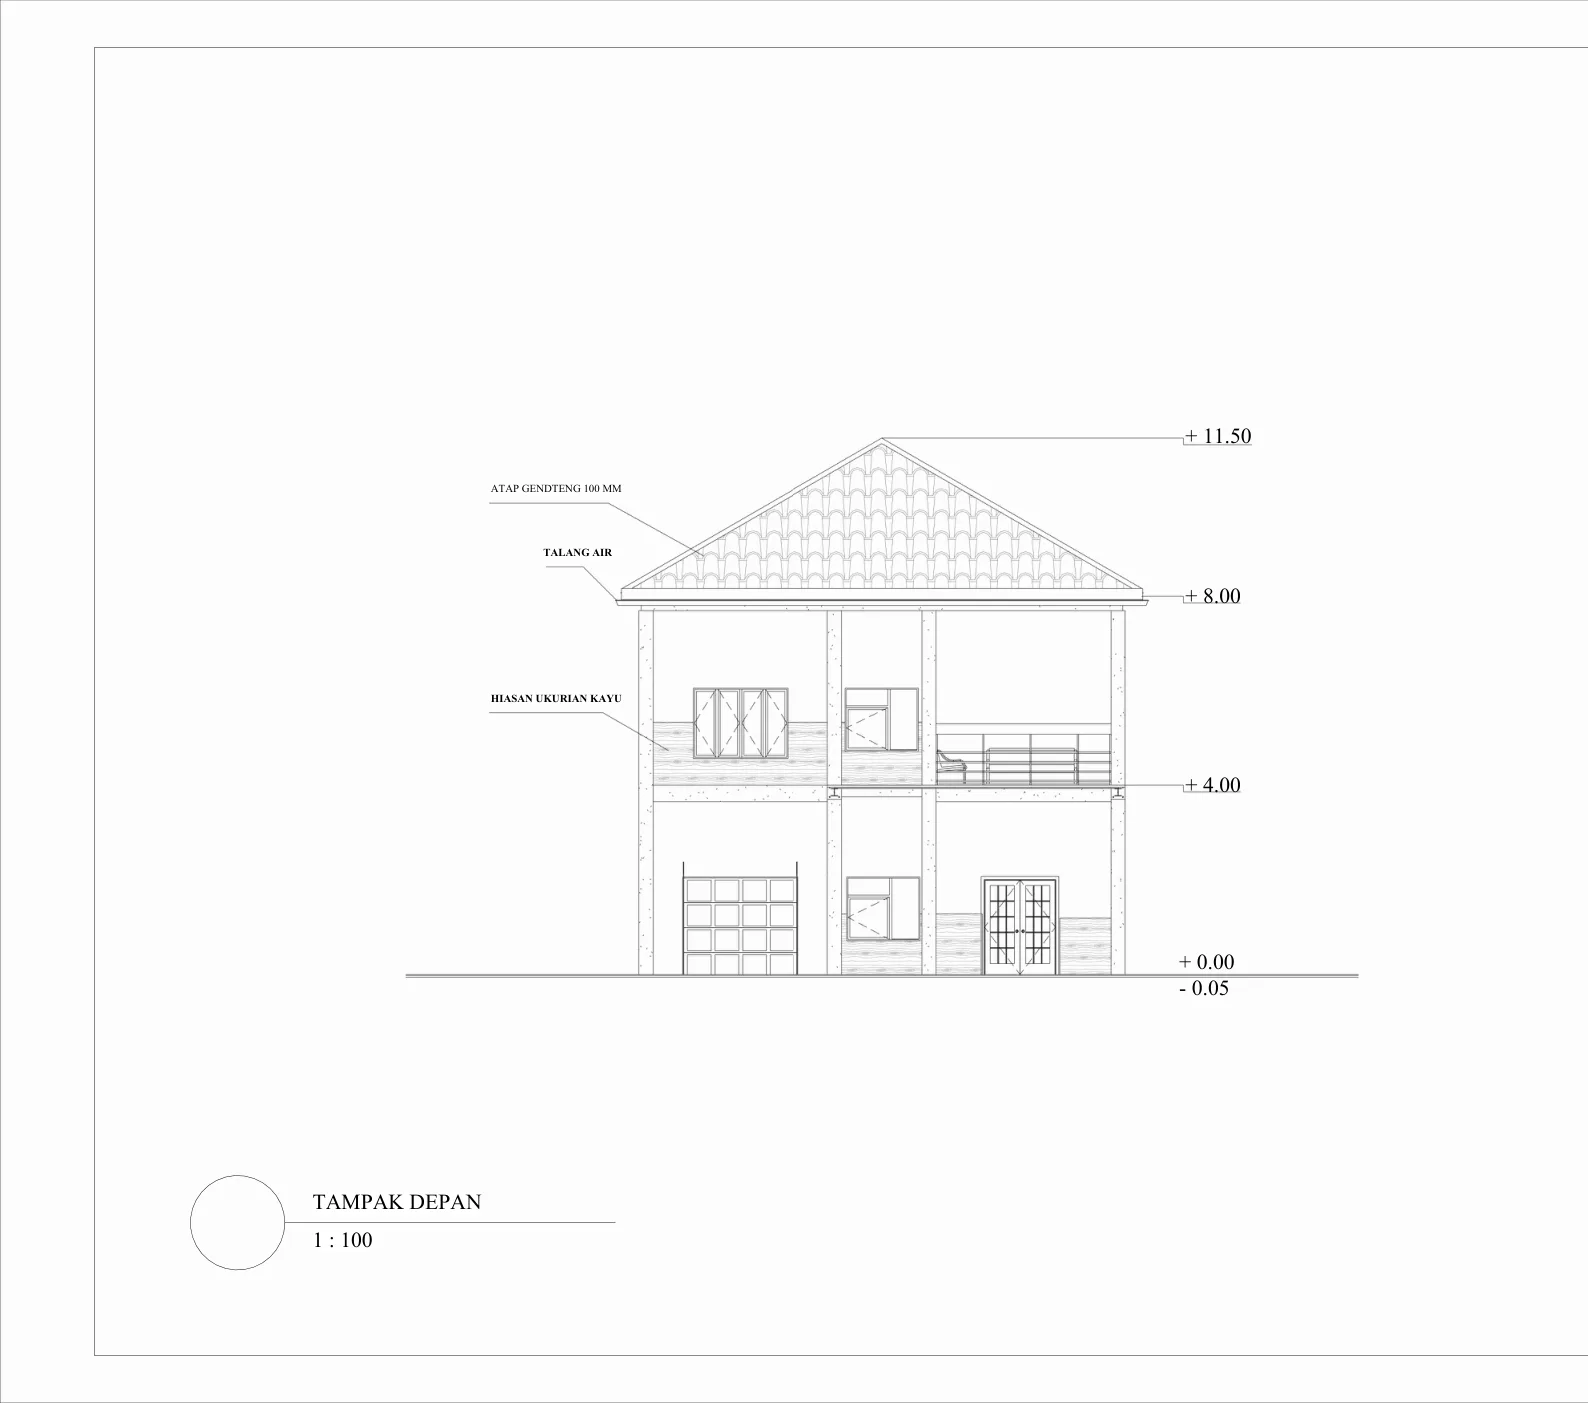 + 11.50
ATAP GENDTENG 100 MM
TALANG AIR
+ 8.00
HIASAN UKURIAN KAYU
+ 4.00
+ 0.00
- 0.05
TAMPAK DEPAN
1 : 100